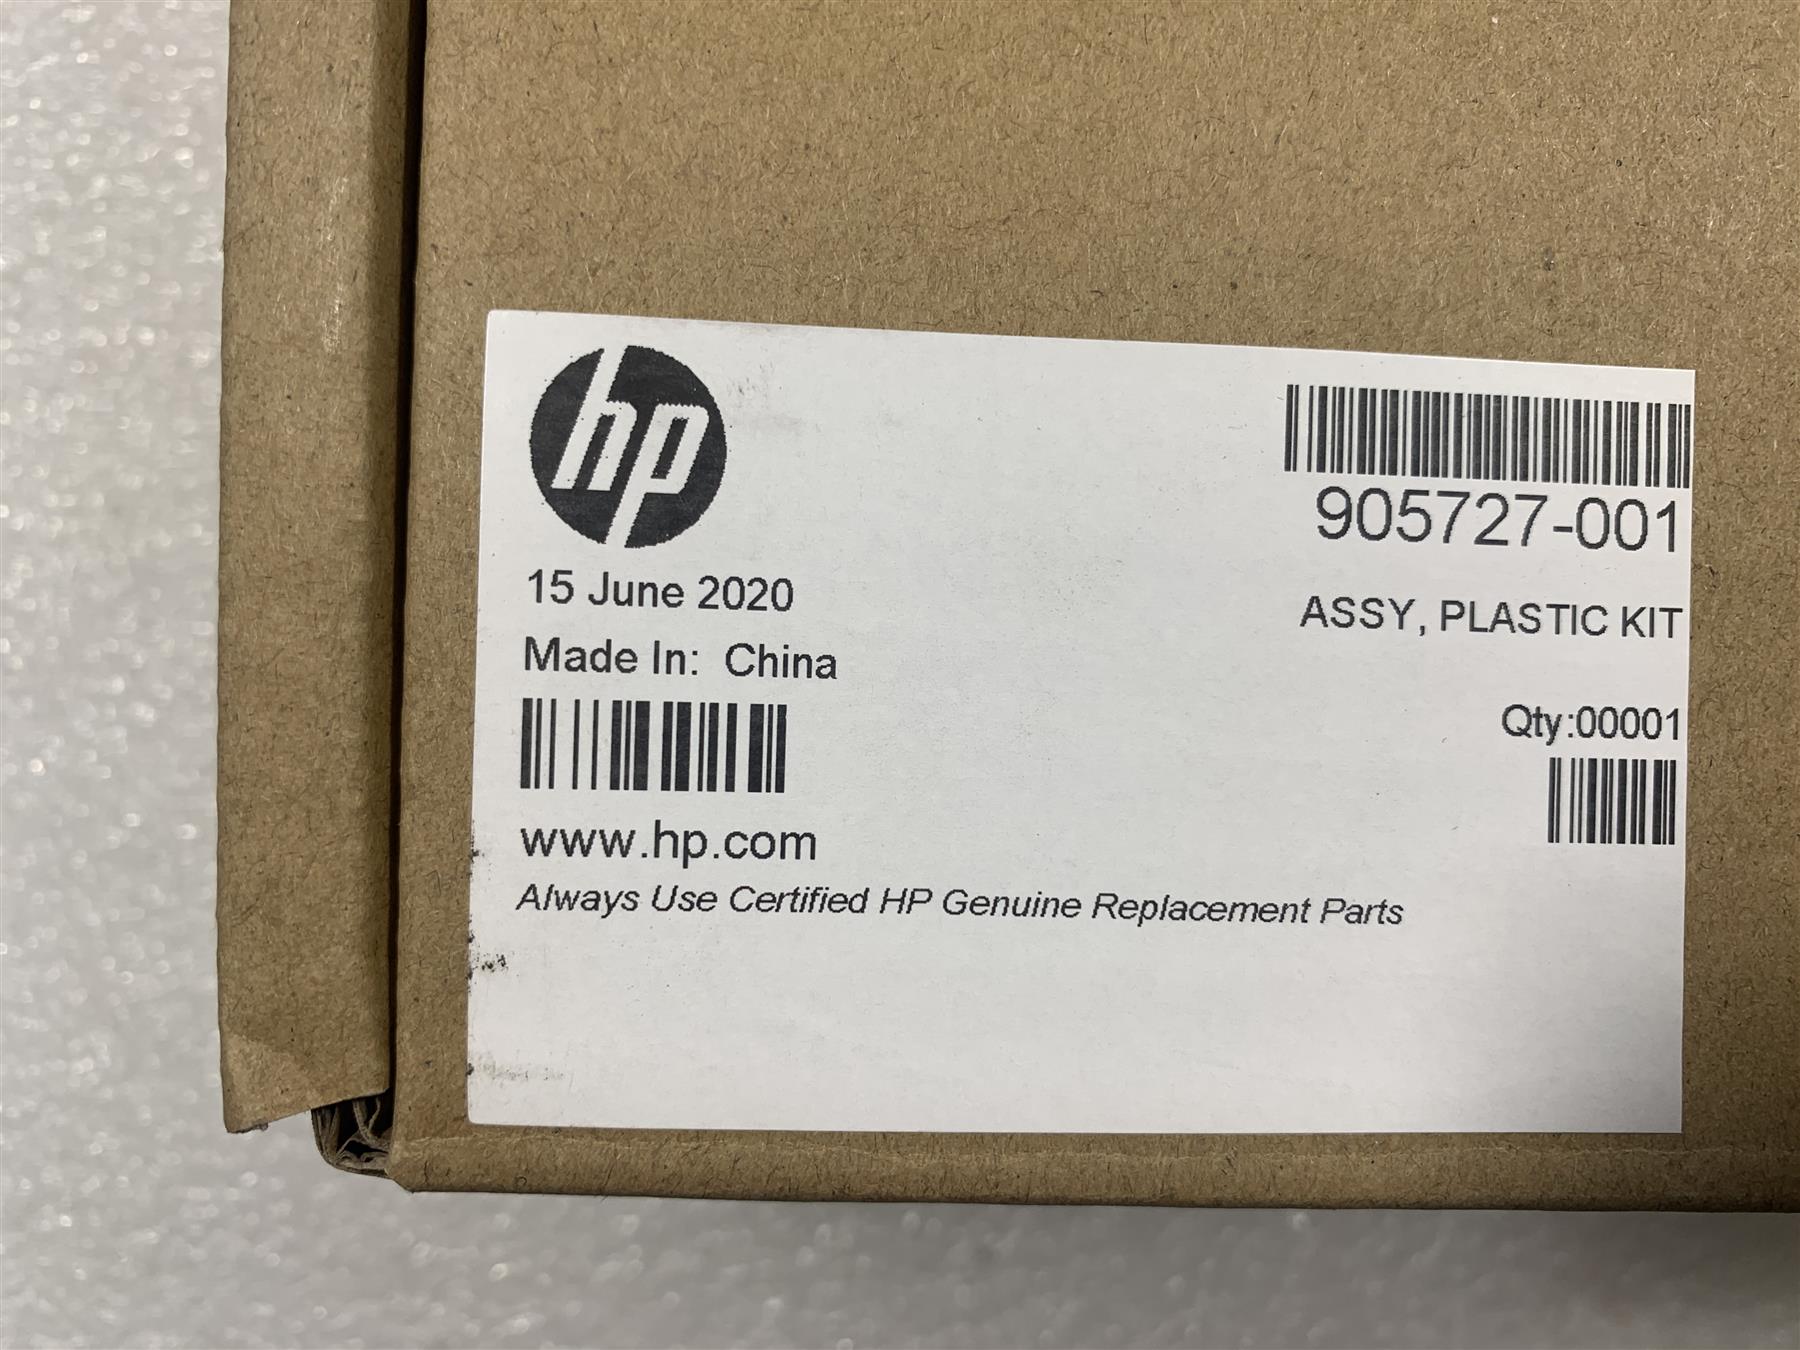 hp
905727-001
15 June 2020
ASSY, PLASTIC KIT
Made In: China
Qty:00001
www.hp.com
Always Use Certified HP Genuine Replacement Parts